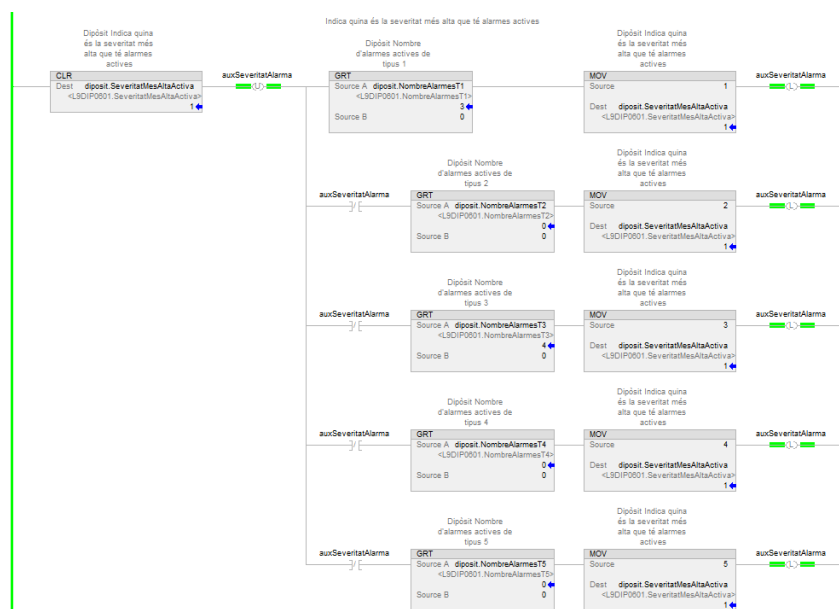 Indica quina és la severitat més alta que té alarmes actives
Dipòsit Indica quina
és la severitat més
alta que té alarmes
actives
CLR
Dest diposit.SeveritatMesAltaActiva
<L9DIP0601.SeveritatMesAltaActiva>
1
auxSeveritatAlarma
U
Dipòsit Nombre
d'alarmes actives de
tipus 1
GRT
Source A diposit.NombreAlarmesT1
<L9DIP0601.NombreAlarmesT1>
3
Source B 0
Dipòsit Indica quina
és la severitat més
alta que té alarmes
actives
MOV
Source 1
Dest diposit.SeveritatMesAltaActiva
<L9DIP0601.SeveritatMesAltaActiva>
1
auxSeveritatAlarma
L
auxSeveritatAlarma
Dipòsit Nombre
d'alarmes actives de
tipus 2
GRT
Source A diposit.NombreAlarmesT2
<L9DIP0601.NombreAlarmesT2>
0
Source B 0
Dipòsit Indica quina
és la severitat més
alta que té alarmes
actives
MOV
Source 2
Dest diposit.SeveritatMesAltaActiva
<L9DIP0601.SeveritatMesAltaActiva>
1
auxSeveritatAlarma
L
auxSeveritatAlarma
Dipòsit Nombre
d'alarmes actives de
tipus 3
GRT
Source A diposit.NombreAlarmesT3
<L9DIP0601.NombreAlarmesT3>
4
Source B 0
Dipòsit Indica quina
és la severitat més
alta que té alarmes
actives
MOV
Source 3
Dest diposit.SeveritatMesAltaActiva
<L9DIP0601.SeveritatMesAltaActiva>
1
auxSeveritatAlarma
L
auxSeveritatAlarma
Dipòsit Nombre
d'alarmes actives de
tipus 4
GRT
Source A diposit.NombreAlarmesT4
<L9DIP0601.NombreAlarmesT4>
0
Source B 0
Dipòsit Indica quina
és la severitat més
alta que té alarmes
actives
MOV
Source 4
Dest diposit.SeveritatMesAltaActiva
<L9DIP0601.SeveritatMesAltaActiva>
1
auxSeveritatAlarma
L
auxSeveritatAlarma
Dipòsit Nombre
d'alarmes actives de
tipus 5
GRT
Source A diposit.NombreAlarmesT5
<L9DIP0601.NombreAlarmesT5>
0
Source B 0
Dipòsit Indica quina
és la severitat més
alta que té alarmes
actives
MOV
Source 5
Dest diposit.SeveritatMesAltaActiva
<L9DIP0601.SeveritatMesAltaActiva>
1
auxSeveritatAlarma
L